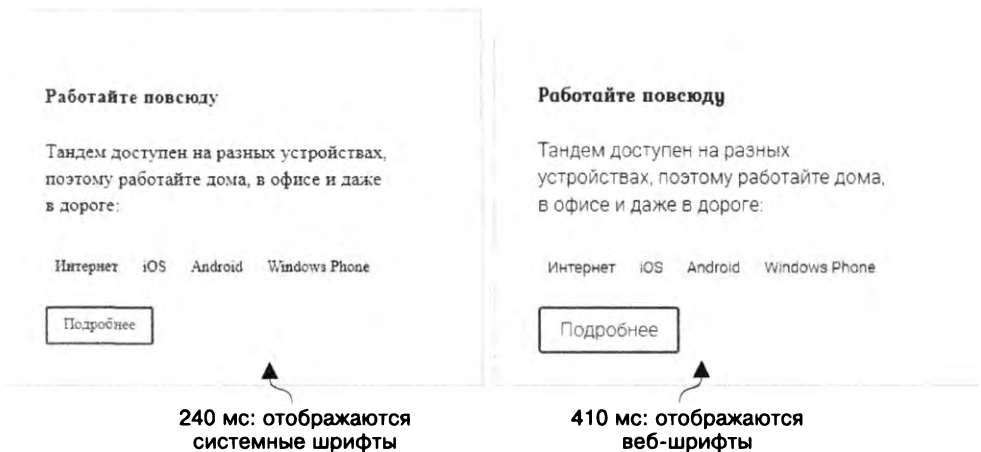 Работайте повсюду
Тандем доступен на разных устройствах,
поэтому работайте дома, в офисе и даже
в дороге:
Интернет iOS Android Windows Phone
Подробнее
240 мс: отображаются
системные шрифты
Работайте повсюду
Тандем доступен на разных
устройствах, поэтому работайте дома,
в офисе и даже в дороге:
Интернет iOS Android Windows Phone
Подробнее
410 мс: отображаются
веб-шрифты